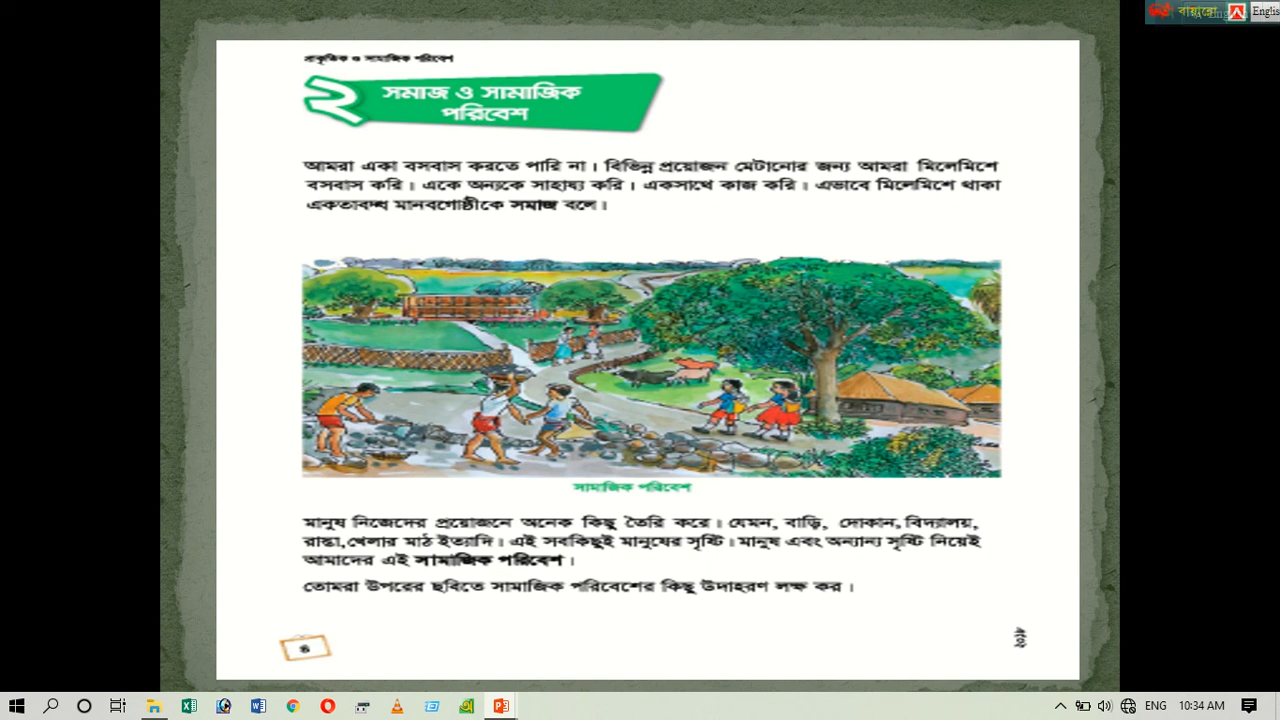 বায়ান্নো
English
প্রাকৃতিক ও সামাজিক পরিবেশ
২
সমাজ ও সামাজিক
পরিবেশ
আমরা একা বসবাস করতে পারি না। বিভিন্ন প্রয়োজন মেটানোর জন্য আমরা মিলেমিশে
বসবাস করি। একে অন্যকে সাহায্য করি। একসাথে কাজ করি। এভাবে মিলেমিশে থাকা
একতাবদ্ধ মানবগোষ্ঠীকে সমাজ বলে।
সামাজিক পরিবেশ
মানুষ নিজেদের প্রয়োজনে অনেক কিছু তৈরি করে। যেমন, বাড়ি, দোকান, বিদ্যালয়,
রাস্তা,খেলার মাঠ ইত্যাদি। এই সবকিছুই মানুষের সৃষ্টি। মানুষ এবং অন্যান্য সৃষ্টি নিয়েই
আমাদের এই সামাজিক পরিবেশ।
তোমরা উপরের ছবিতে সামাজিক পরিবেশের কিছু উদাহরণ লক্ষ কর।
৪
ENG
10:34 AM